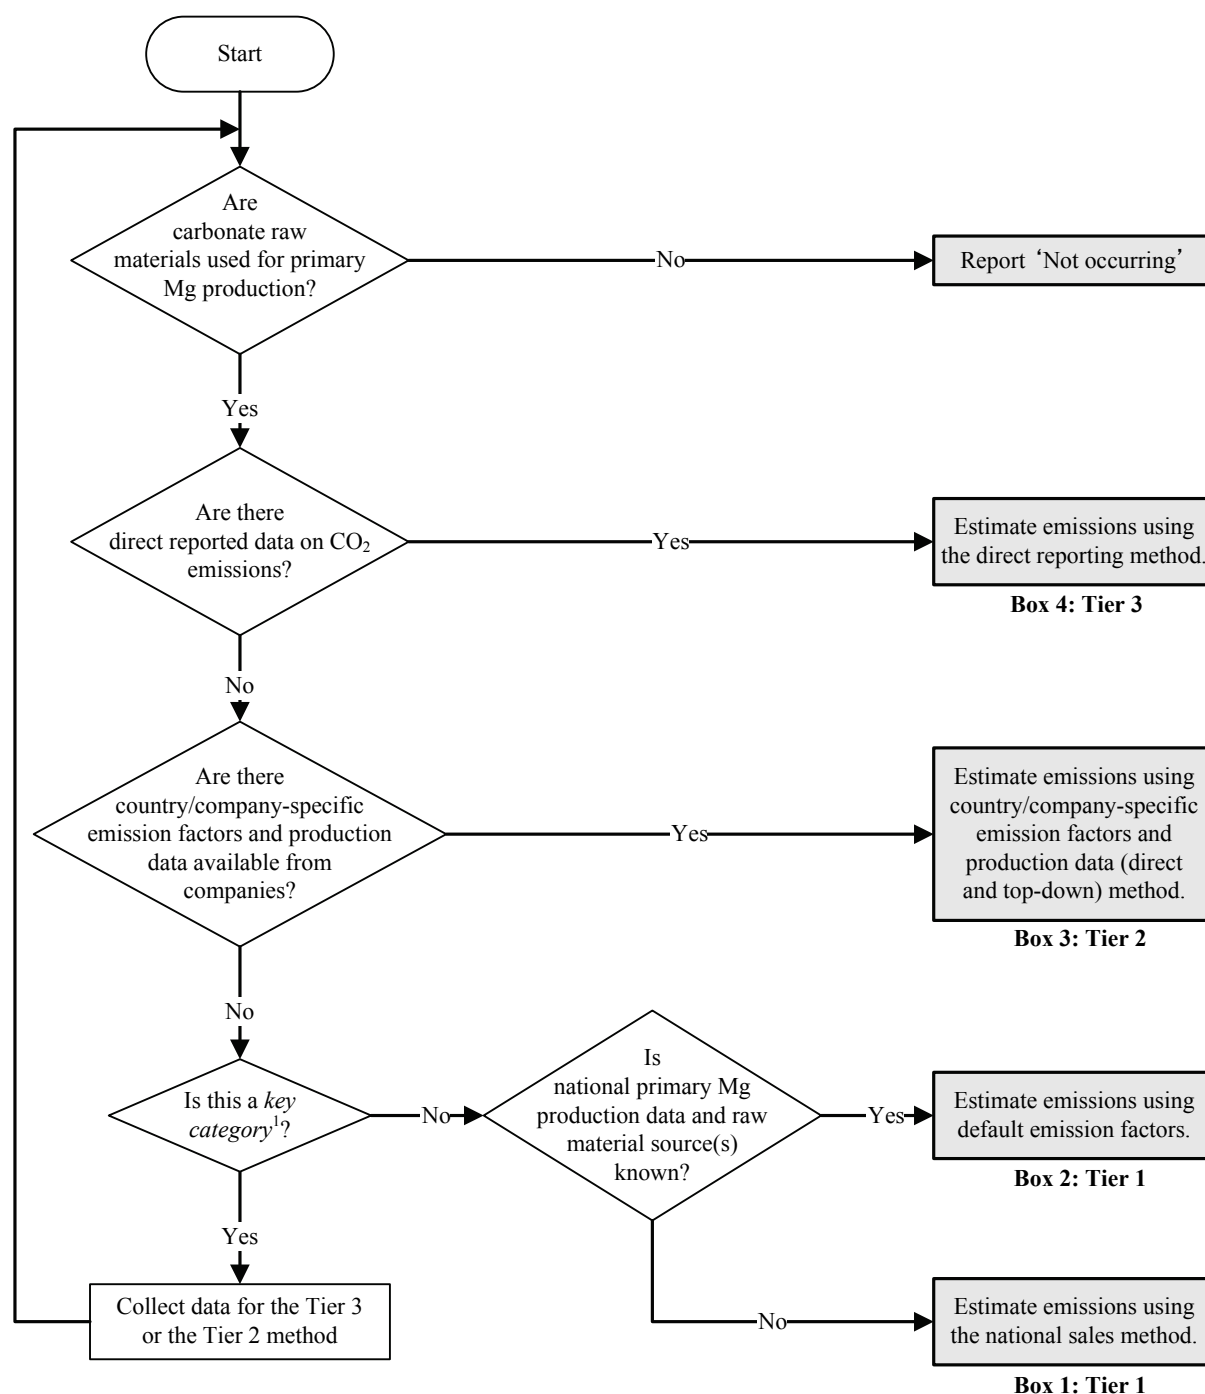 Start
Are
carbonate raw
materials used for primary
Mg production?
No
Report ‘Not occurring’
Yes
Are there
direct reported data on CO₂
emissions?
Yes
Estimate emissions using
the direct reporting method.
Box 4: Tier 3
No
Are there
country/company-specific
emission factors and production
data available from
companies?
Yes
Estimate emissions using
country/company-specific
emission factors and
production data (direct
and top-down) method.
Box 3: Tier 2
No
Is this a key
category¹?
No
Is
national primary Mg
production data and raw
material source(s)
known?
Yes
Estimate emissions using
default emission factors.
Box 2: Tier 1
Yes
Collect data for the Tier 3
or the Tier 2 method
No
Estimate emissions using
the national sales method.
Box 1: Tier 1